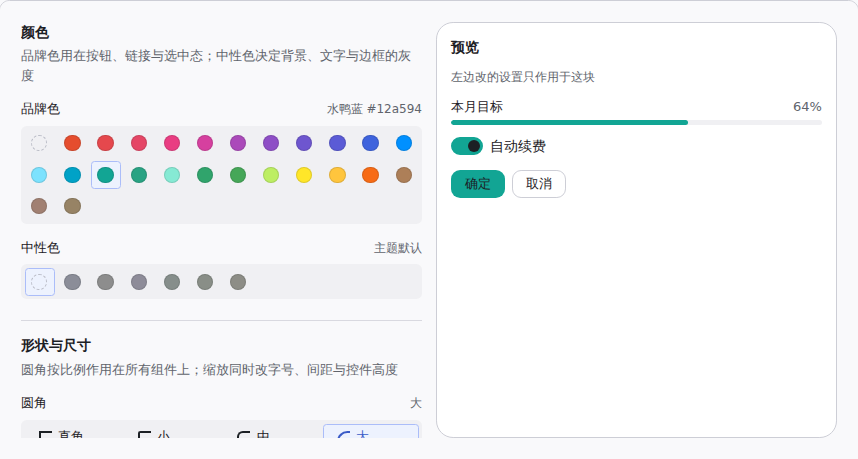 颜色
品牌色用在按钮、链接与选中态；中性色决定背景、文字与边框的灰
度
品牌色
水鸭蓝 #12a594
中性色
主题默认
形状与尺寸
圆角按比例作用在所有组件上；缩放同时改字号、间距与控件高度
圆角
大
直角
小
中
大
预览
左边改的设置只作用于这块
本月目标
64%
自动续费
确定
取消